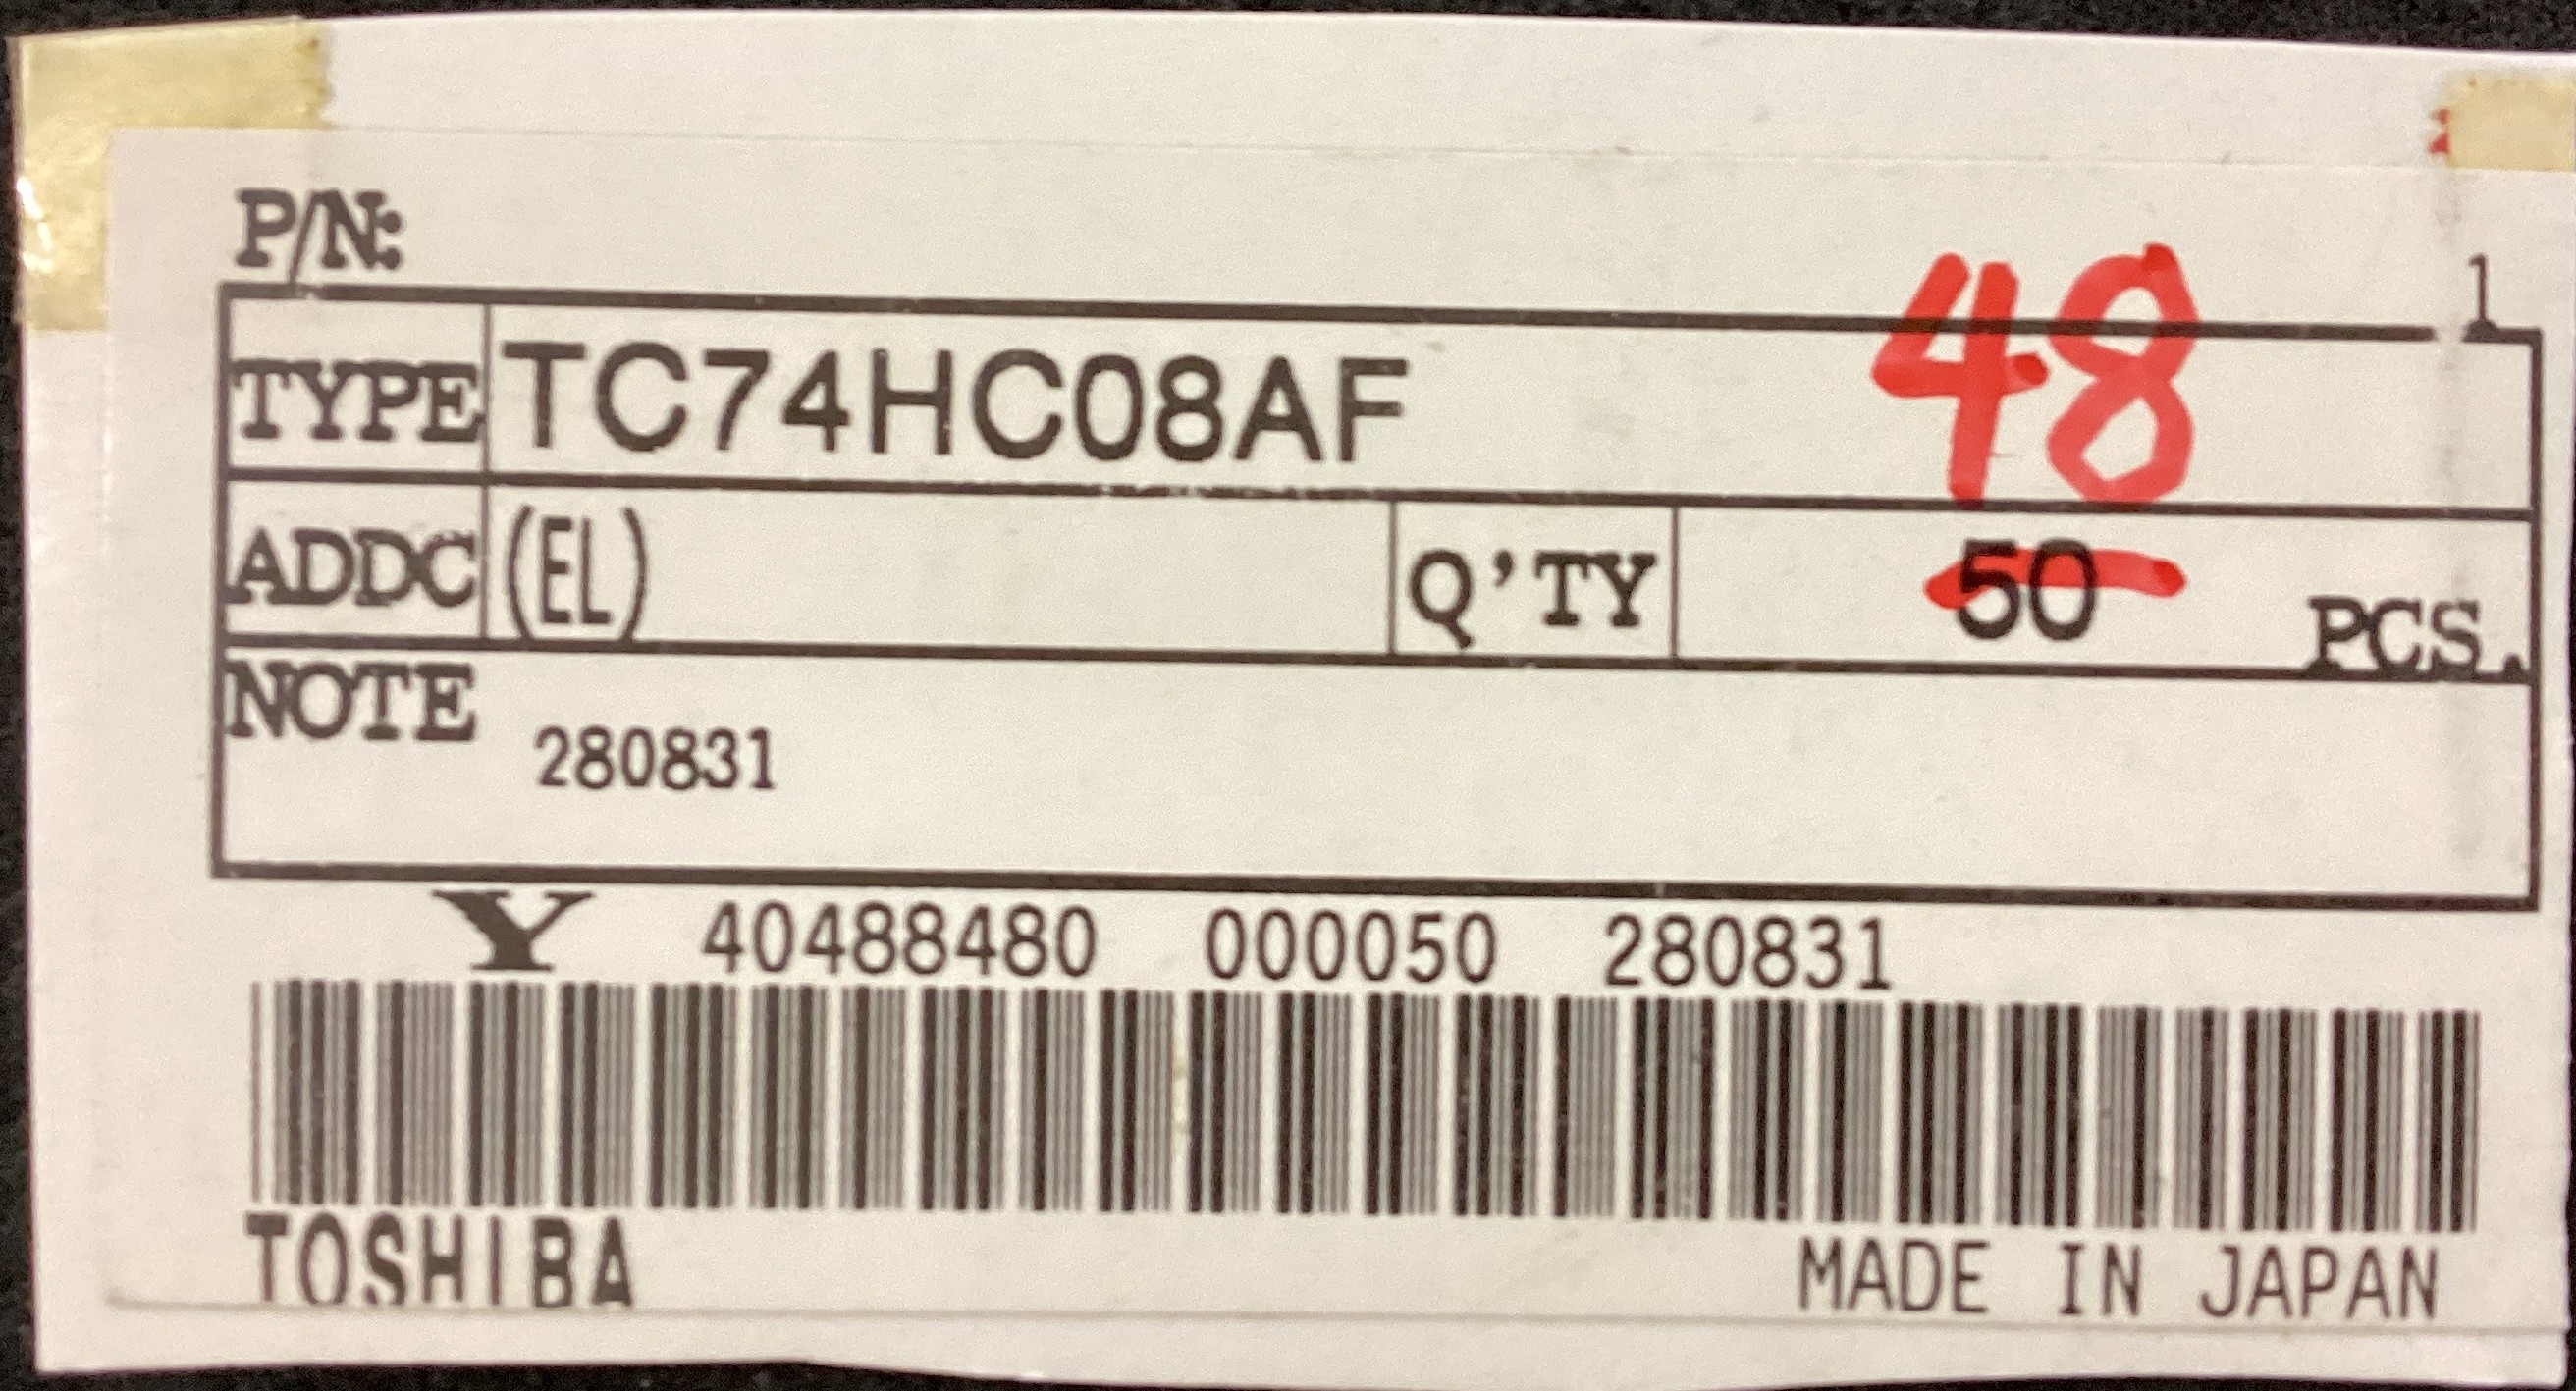 P/N:
48
1
TYPE TC74HC08AF
ADDC (EL) Q'TY 50 PCS.
NOTE
280831
Y 40488480 000050 280831
TOSHIBA MADE IN JAPAN